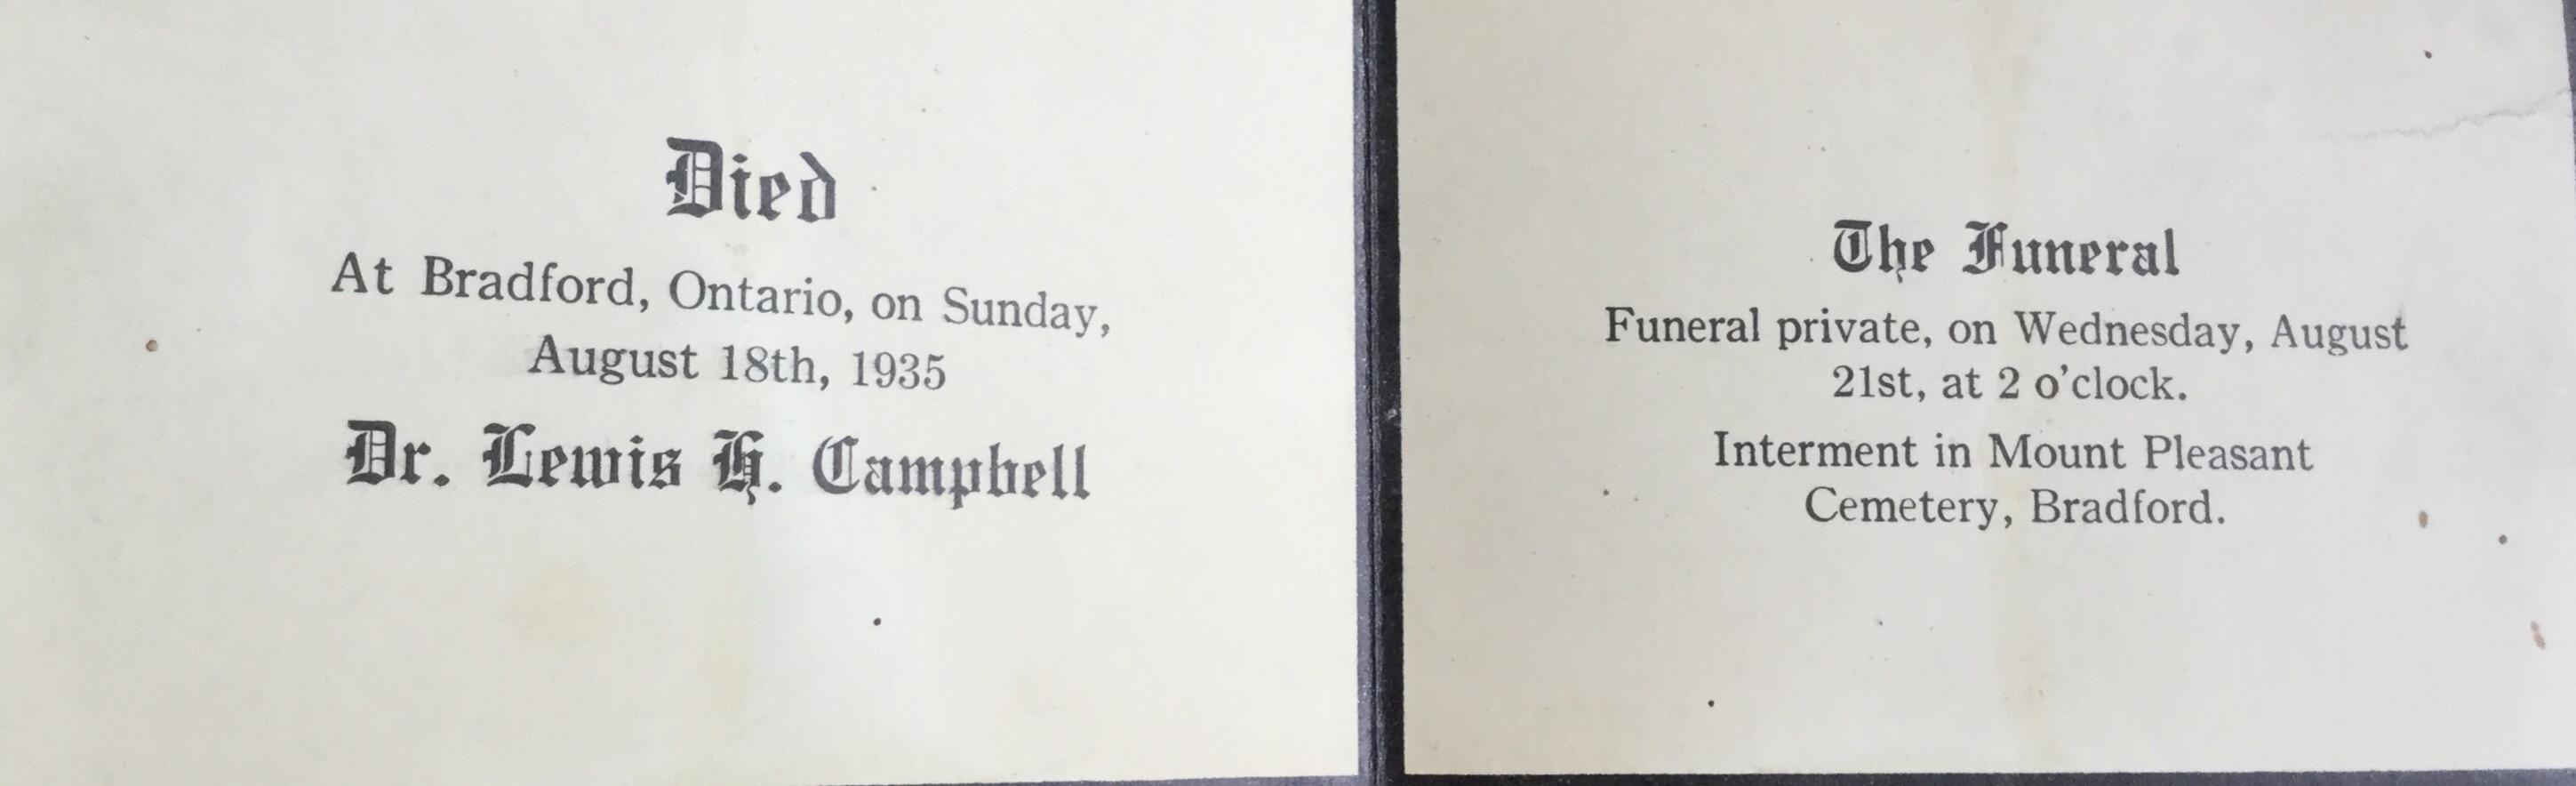 Died
At Bradford, Ontario, on Sunday,
August 18th, 1935
Dr. Lewis H. Campbell
The Funeral
Funeral private, on Wednesday, August
21st, at 2 o'clock.
Interment in Mount Pleasant
Cemetery, Bradford.